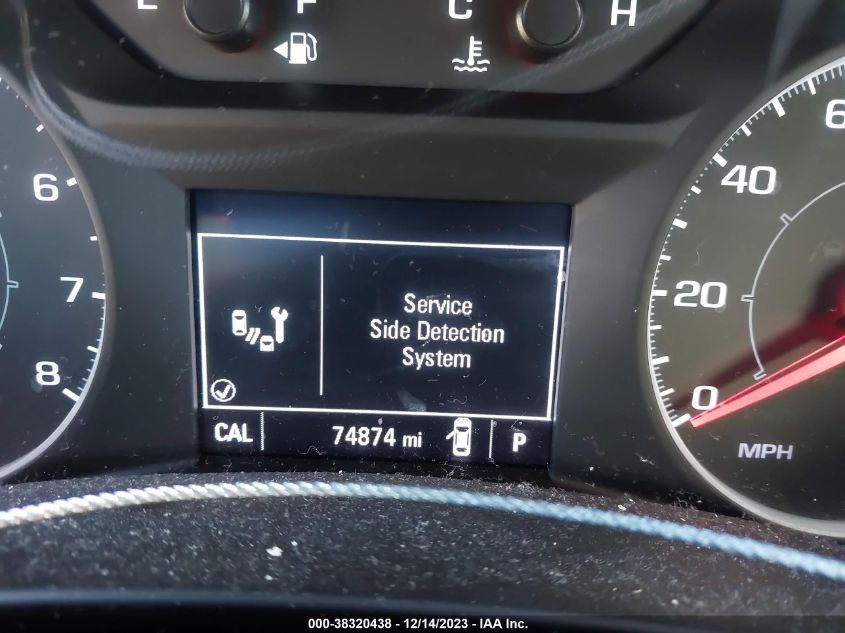 E F C H
6
7
8
Service
Side Detection
System
CAL 74874 mi P
40
20
0
MPH
000-38320438 - 12/14/2023 - IAA Inc.